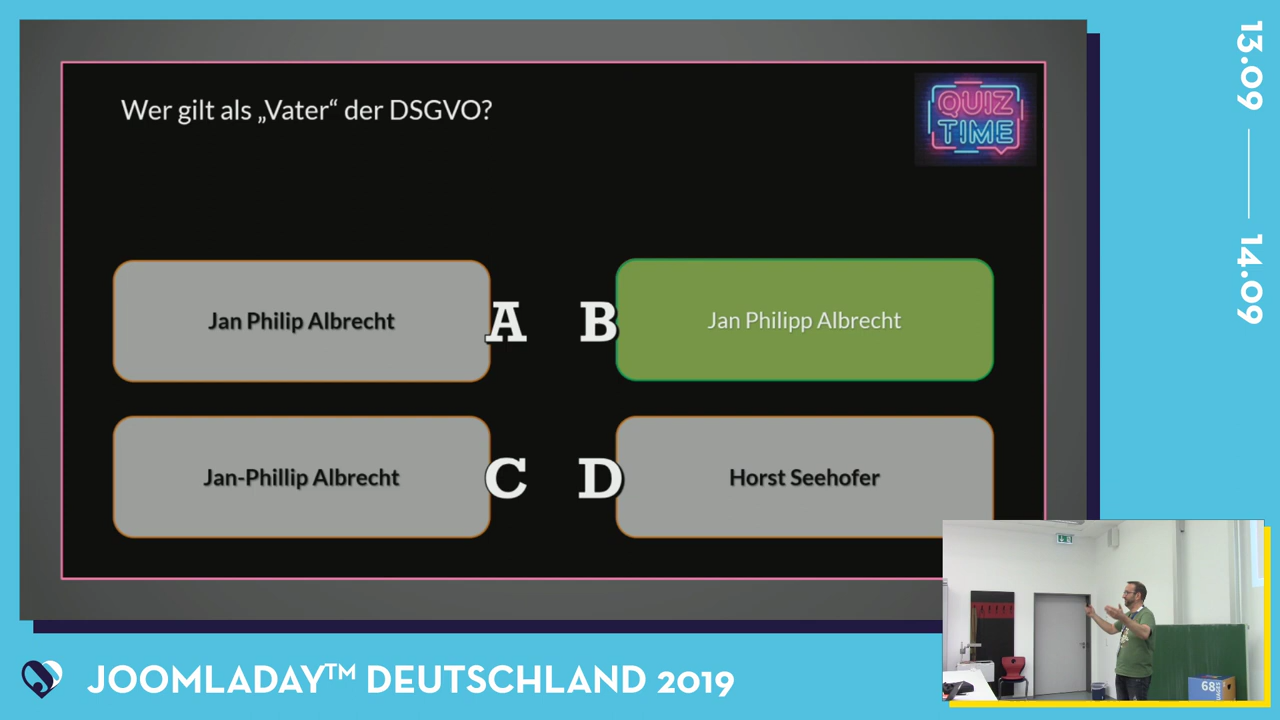 Wer gilt als „Vater“ der DSGVO?
QUIZ
TIME
Jan Philip Albrecht
A
B
Jan Philipp Albrecht
Jan-Phillip Albrecht
C
D
Horst Seehofer
13.09
14.09
68
JOOMLADAY™ DEUTSCHLAND 2019